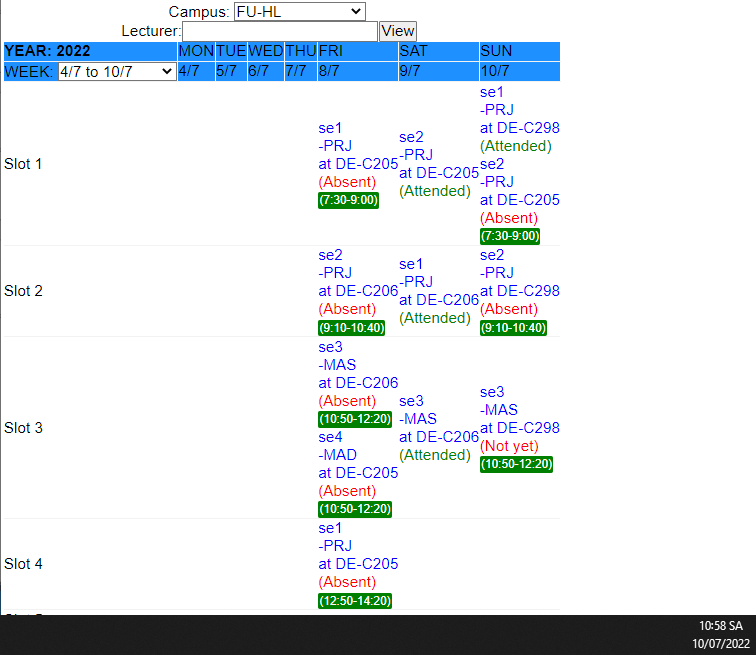 Campus: FU-HL
Lecturer: View
YEAR: 2022 MON TUE WED THU FRI SAT SUN
WEEK: 4/7 to 10/7 4/7 5/7 6/7 7/7 8/7 9/7 10/7
Slot 1
se1
-PRJ
at DE-C205
(Absent)
(7:30-9:00)
se2
-PRJ
at DE-C205
(Attended)
se1
-PRJ
at DE-C298
(Attended)
se2
-PRJ
at DE-C205
(Absent)
(7:30-9:00)
Slot 2
se2
-PRJ
at DE-C206
(Absent)
(9:10-10:40)
se1
-PRJ
at DE-C206
(Attended)
se2
-PRJ
at DE-C298
(Absent)
(9:10-10:40)
Slot 3
se3
-MAS
at DE-C206
(Absent)
(10:50-12:20)
se4
-MAD
at DE-C205
(Absent)
(10:50-12:20)
se3
-MAS
at DE-C206
(Attended)
se3
-MAS
at DE-C298
(Not yet)
(10:50-12:20)
Slot 4
se1
-PRJ
at DE-C205
(Absent)
(12:50-14:20)
10:58 SA
10/07/2022